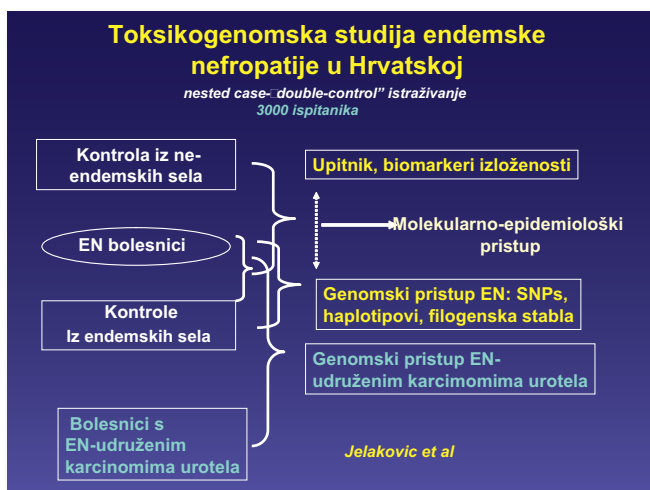 Toksikogenomska studija endemske
nefropatije u Hrvatskoj
nested case-□double-control” istraživanje
3000 ispitanika
Kontrola iz ne-
endemskih sela
Upitnik, biomarkeri izloženosti
Molekularno-epidemiološki
pristup
EN bolesnici
Genomski pristup EN: SNPs,
haplotipovi, filogenska stabla
Kontrole
Iz endemskih sela
Genomski pristup EN-
udruženim karcimomima urotela
Bolesnici s
EN-udruženim
karcinomima urotela
Jelakovic et al